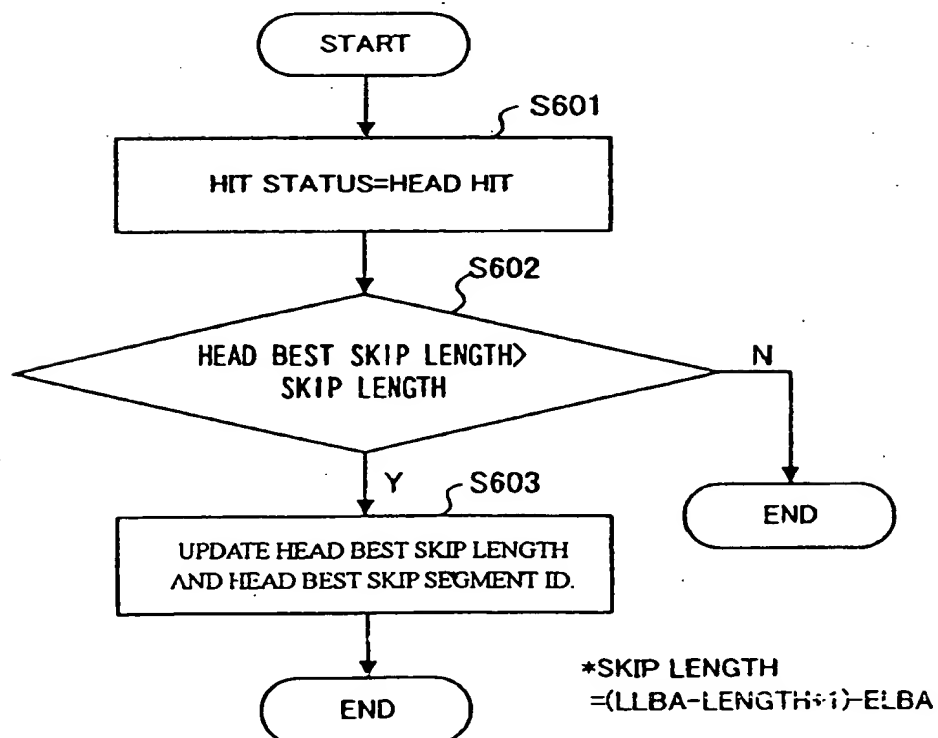 START
S601
HIT STATUS=HEAD HIT
S602
HEAD BEST SKIP LENGTH>
SKIP LENGTH
N
Y
S603
END
UPDATE HEAD BEST SKIP LENGTH
AND HEAD BEST SKIP SEGMENT ID.
END
*SKIP LENGTH
=(LLBA-LENGTH+1)-ELBA